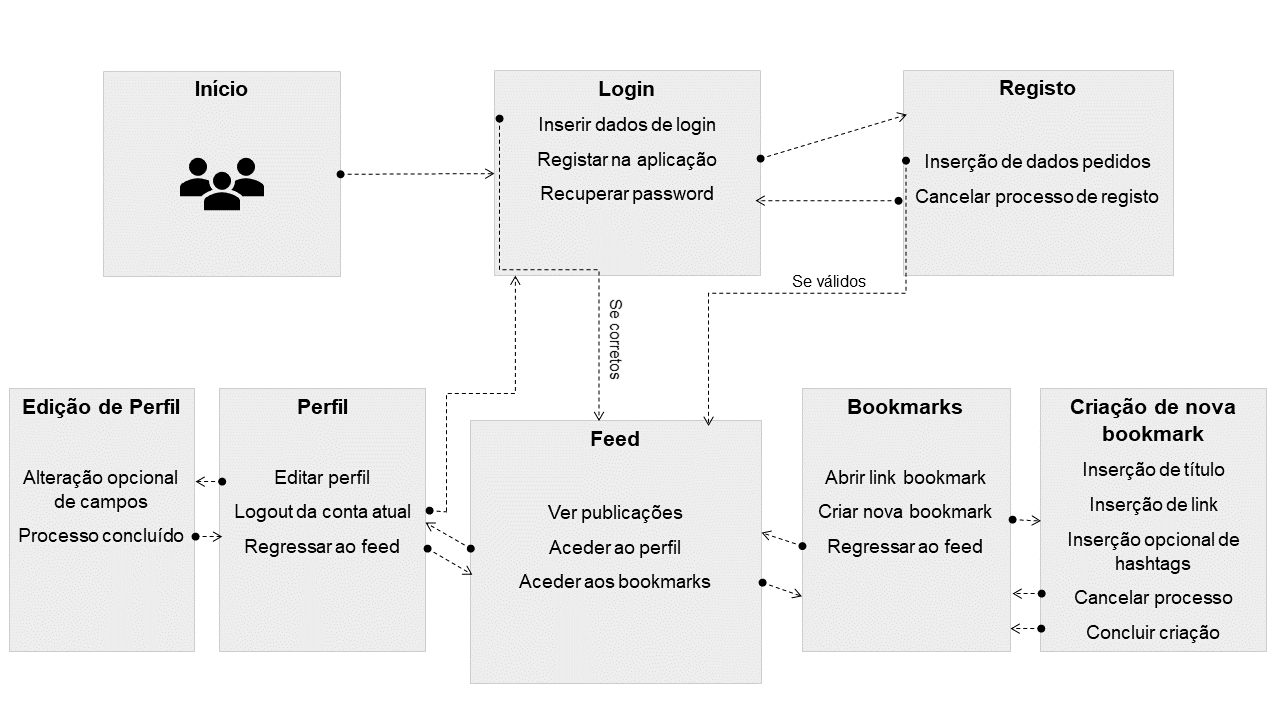 Início
Login
Inserir dados de login
Registar na aplicação
Recuperar password
Registo
Inserção de dados pedidos
Cancelar processo de registo
Se válidos
Se corretos
Edição de Perfil
Alteração opcional
de campos
Processo concluído
Perfil
Editar perfil
Logout da conta atual
Regressar ao feed
Feed
Ver publicações
Aceder ao perfil
Aceder aos bookmarks
Bookmarks
Abrir link bookmark
Criar nova bookmark
Regressar ao feed
Criação de nova
bookmark
Inserção de título
Inserção de link
Inserção opcional de
hashtags
Cancelar processo
Concluir criação